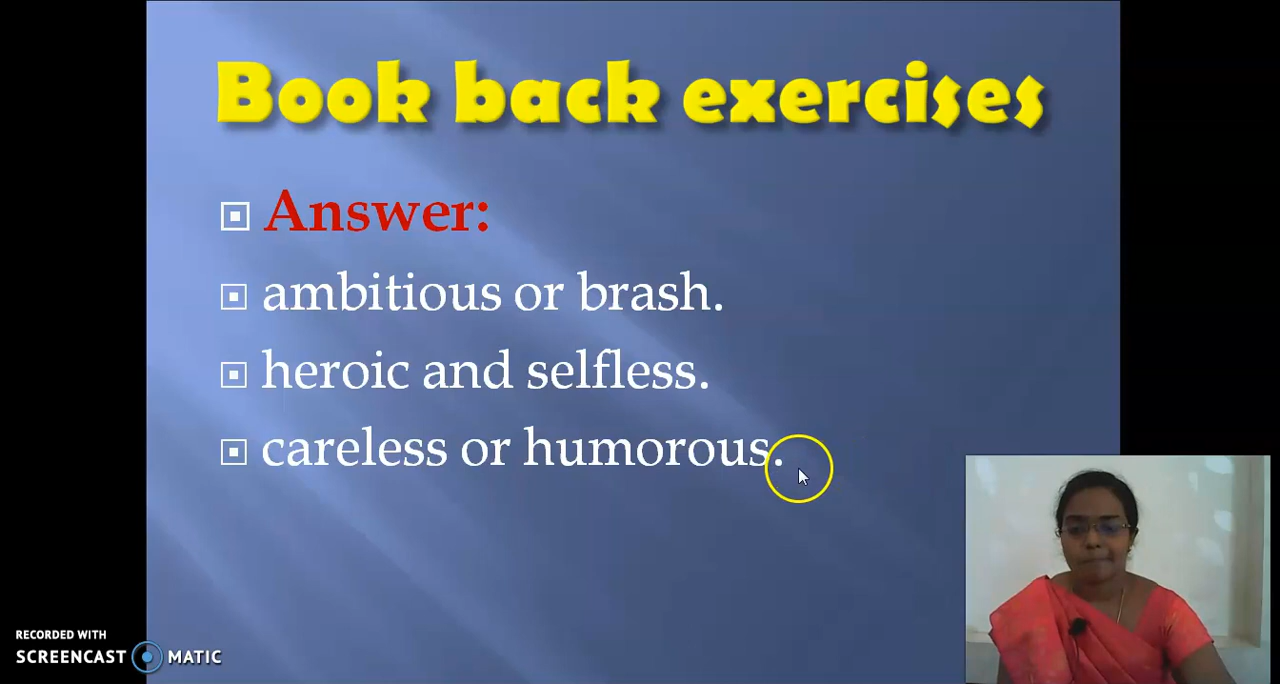 Book back exercises
Answer:
ambitious or brash.
heroic and selfless.
careless or humorous.
RECORDED WITH
SCREENCAST MATIC